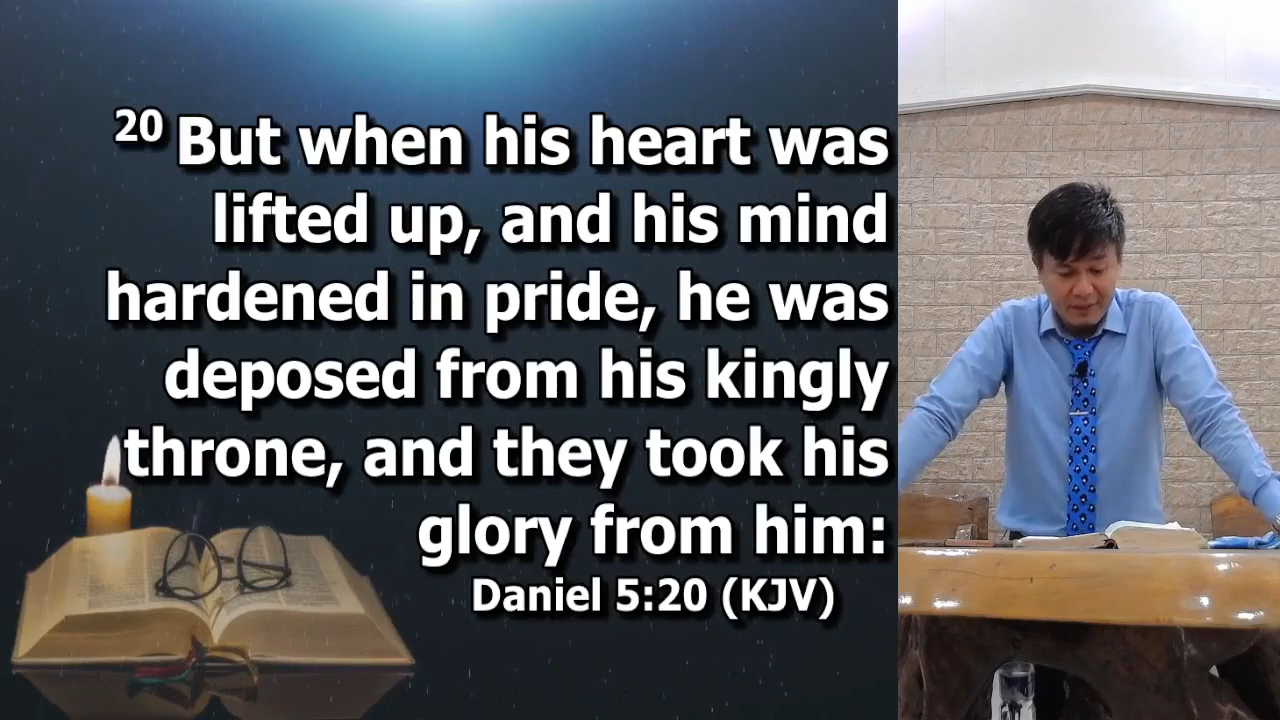 20 But when his heart was
lifted up, and his mind
hardened in pride, he was
deposed from his kingly
throne, and they took his
glory from him:
Daniel 5:20 (KJV)